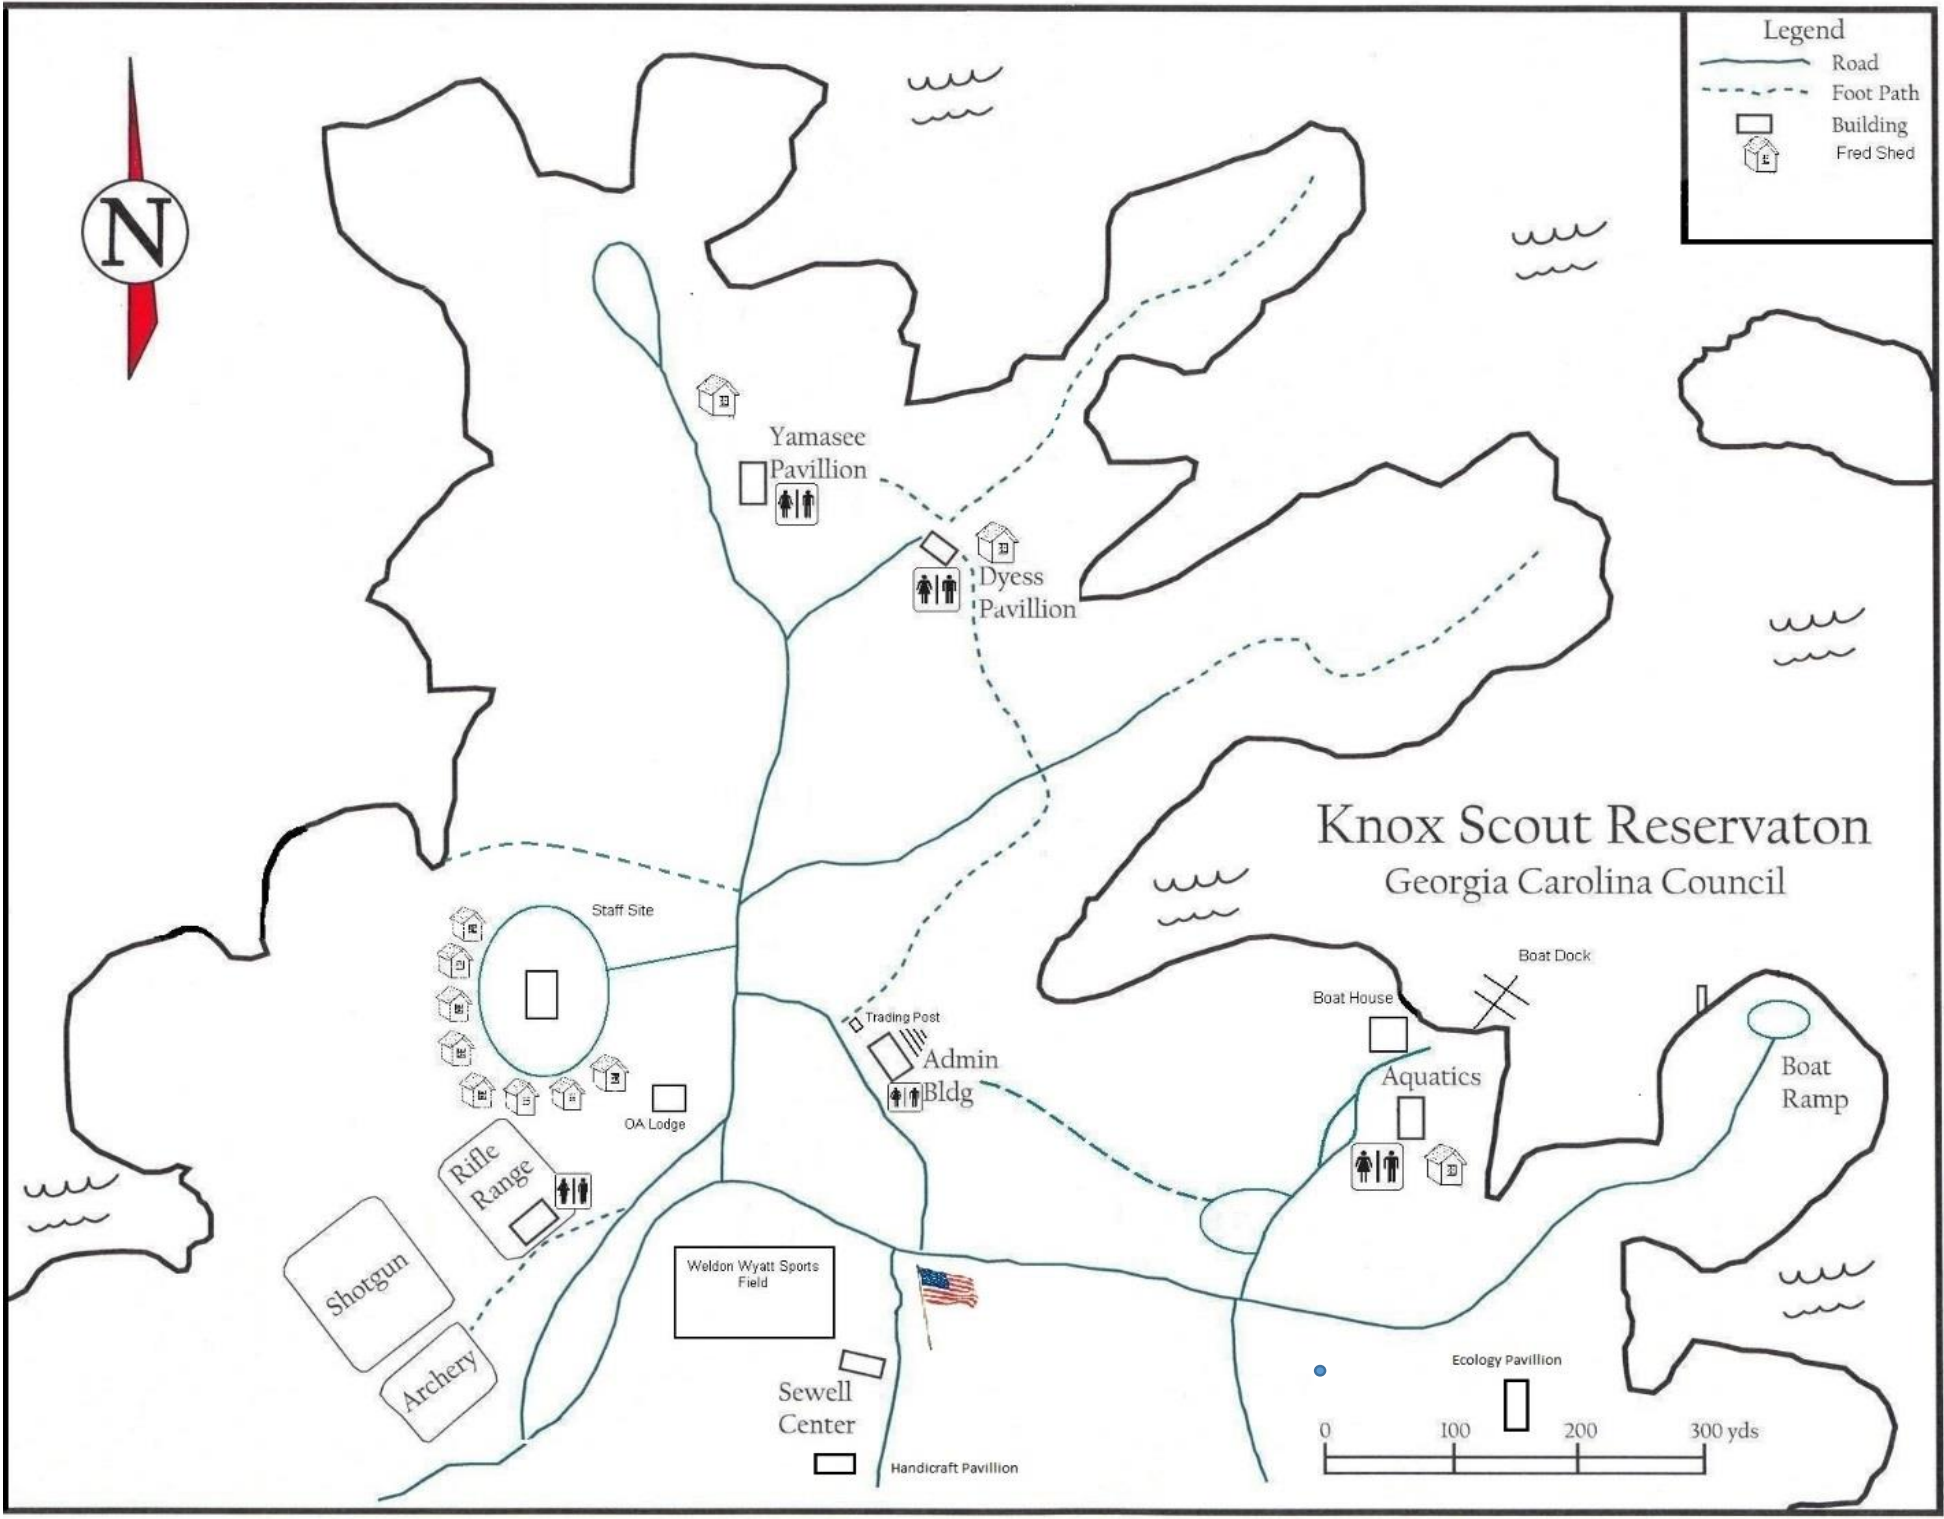 Legend
Road
Foot Path
Building
Fred Shed
N
Yamasee
Pavillion
Dyess
Pavillion
Knox Scout Reservaton
Georgia Carolina Council
Staff Site
Boat Dock
Boat House
Trading Post
Admin
Bldg
Aquatics
Boat
Ramp
OA Lodge
Rifle
Range
Shotgun
Archery
Weldon Wyatt Sports
Field
Sewell
Center
Handicraft Pavillion
Ecology Pavillion
0 100 200 300 yds